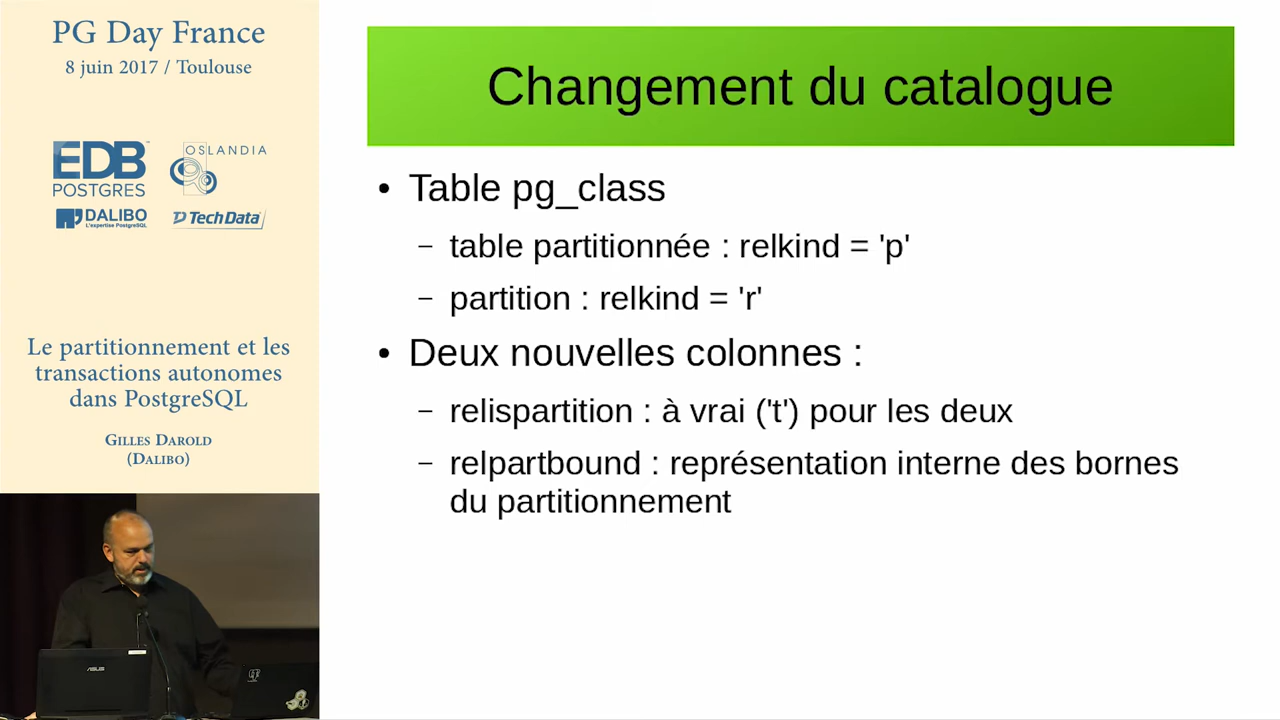 PG Day France
8 juin 2017 / Toulouse
EDB
POSTGRES
OSLANDIA
DALIBO
L'expertise PostgreSQL
TechData
Le partitionnement et les
transactions autonomes
dans PostgreSQL
GILLES DAROLD
(DALIBO)
Changement du catalogue
• Table pg_class
– table partitionnée : relkind = 'p'
– partition : relkind = 'r'
• Deux nouvelles colonnes :
– relispartition : à vrai ('t') pour les deux
– relpartbound : représentation interne des bornes
du partitionnement
ASUS